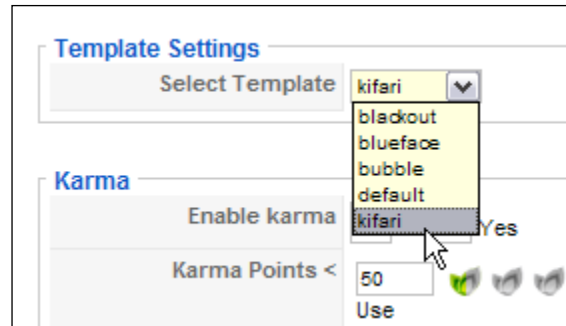 Template Settings
Select Template kifari
blackout
blueface
bubble
default
kifari
Karma
Enable karma Yes
Karma Points < 50
Use